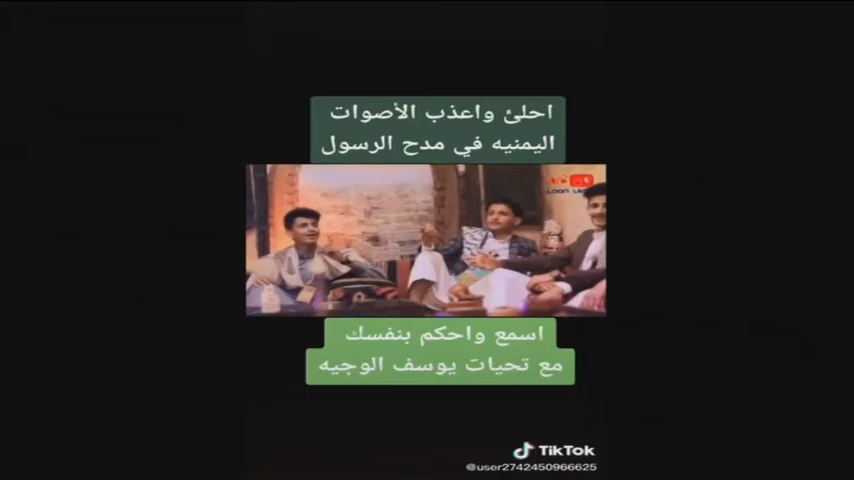 احلئ واعذب الأصوات
اليمنيه في مدح الرسول
اسمع واحكم بنفسك
مع تحيات يوسف الوجيه
TikTok
@user2742450966625